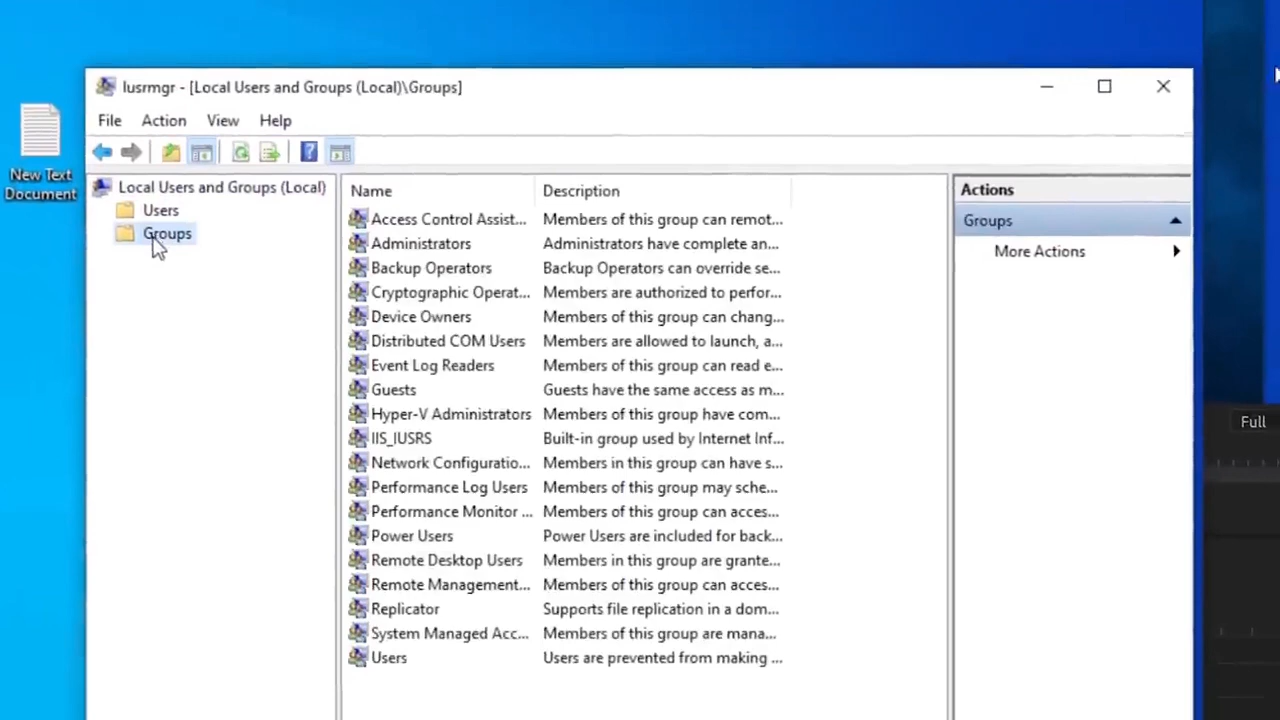 lusrmgr - [Local Users and Groups (Local)\Groups]
File Action View Help
New Text
Document
Local Users and Groups (Local)
Users
Groups
Name Description
Access Control Assist... Members of this group can remot...
Administrators Administrators have complete an...
Backup Operators Backup Operators can override se...
Cryptographic Operat... Members are authorized to perfor...
Device Owners Members of this group can chang...
Distributed COM Users Members are allowed to launch, a...
Event Log Readers Members of this group can read e...
Guests Guests have the same access as m...
Hyper-V Administrators Members of this group have com...
IIS_IUSRS Built-in group used by Internet Inf...
Network Configuratio... Members in this group can have s...
Performance Log Users Members of this group may sche...
Performance Monitor ... Members of this group can acces...
Power Users Power Users are included for back...
Remote Desktop Users Members in this group are grante...
Remote Management... Members of this group can acces...
Replicator Supports file replication in a dom...
System Managed Acc... Members of this group are mana...
Users Users are prevented from making ...
Actions
Groups
More Actions
Full